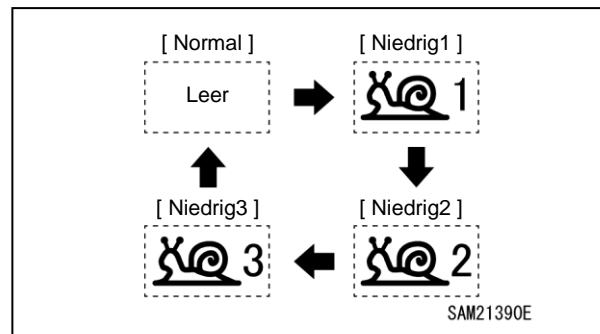 [ Normal ] [ Niedrig1 ]
Leer 1
[ Niedrig3 ] [ Niedrig2 ]
3 2
SAM21390E